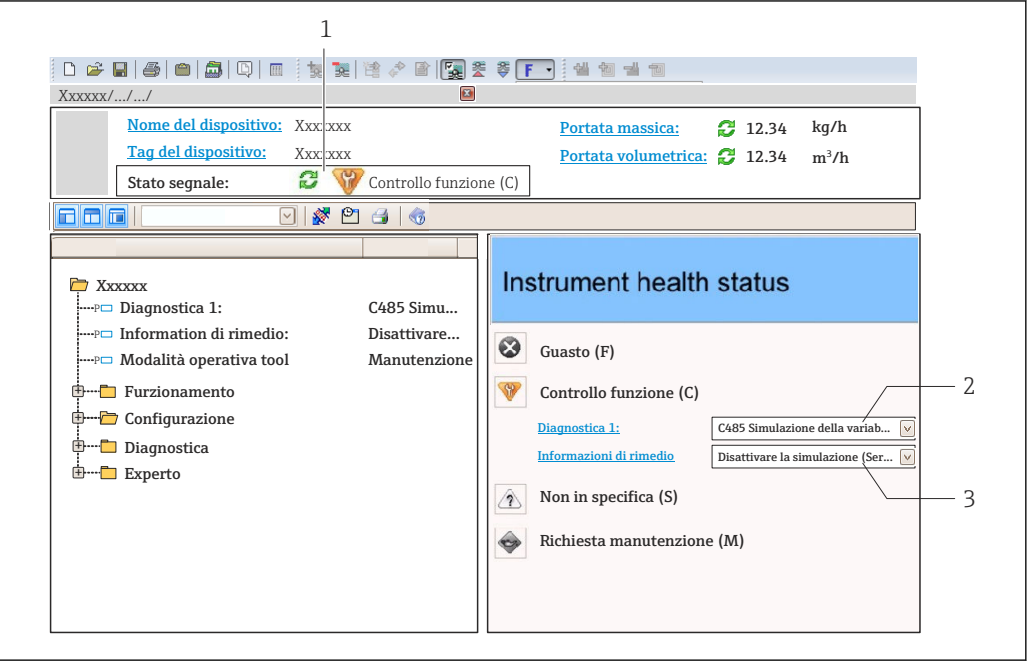 1
F
Xxxxxx/.../.../
Nome del dispositivo: Xxxxxxx Portata massica: 12.34 kg/h
Tag del dispositivo: Xxxxxxx Portata volumetrica: 12.34 m³/h
Stato segnale: Controllo funzione (C)
Instrument health status
Xxxxxx
P Diagnostica 1: C485 Simu...
P Information di rimedio: Disattivare...
P Modalità operativa tool Manutenzione
Furzionamento
Configurazione
Diagnostica
Experto
Guasto (F)
Controllo funzione (C)
2
Diagnostica 1: C485 Simulazione della variab...
Informazioni di rimedio Disattivare la simulazione (Ser...
Non in specifica (S)
3
Richiesta manutenzione (M)